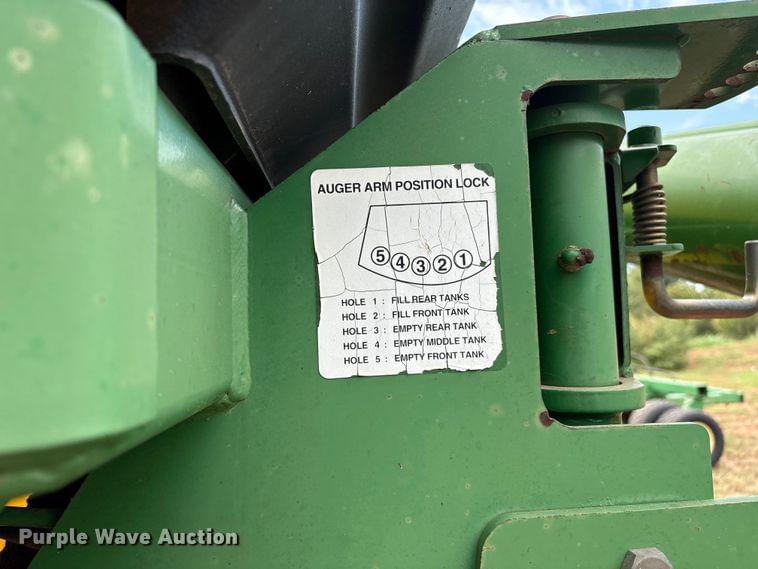 AUGER ARM POSITION LOCK
5 4 3 2 1
HOLE 1 : FILL REAR TANKS
HOLE 2 : FILL FRONT TANK
HOLE 3 : EMPTY REAR TANK
HOLE 4 : EMPTY MIDDLE TANK
HOLE 5 : EMPTY FRONT TANK
Purple Wave Auction